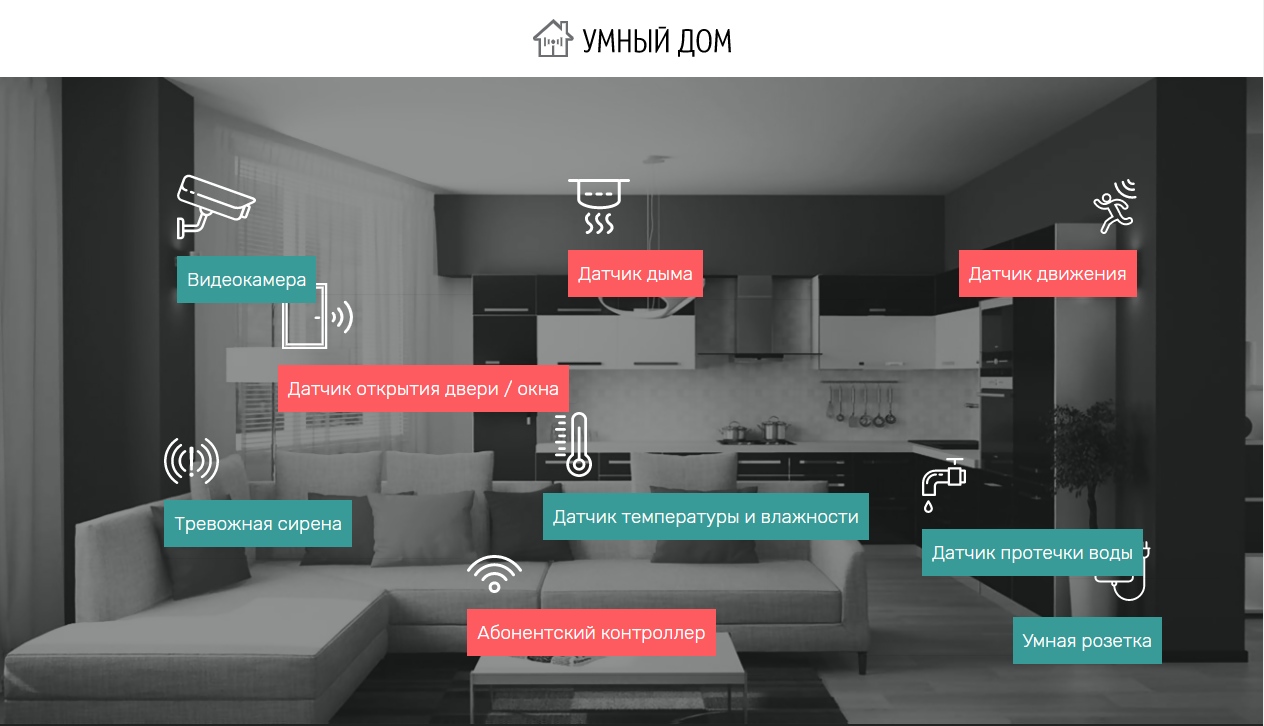 УМНЫЙ ДОМ
Видеокамера
Датчик дыма
Датчик движения
Датчик открытия двери / окна
Тревожная сирена
Датчик температуры и влажности
Датчик протечки воды
Абонентский контроллер
Умная розетка